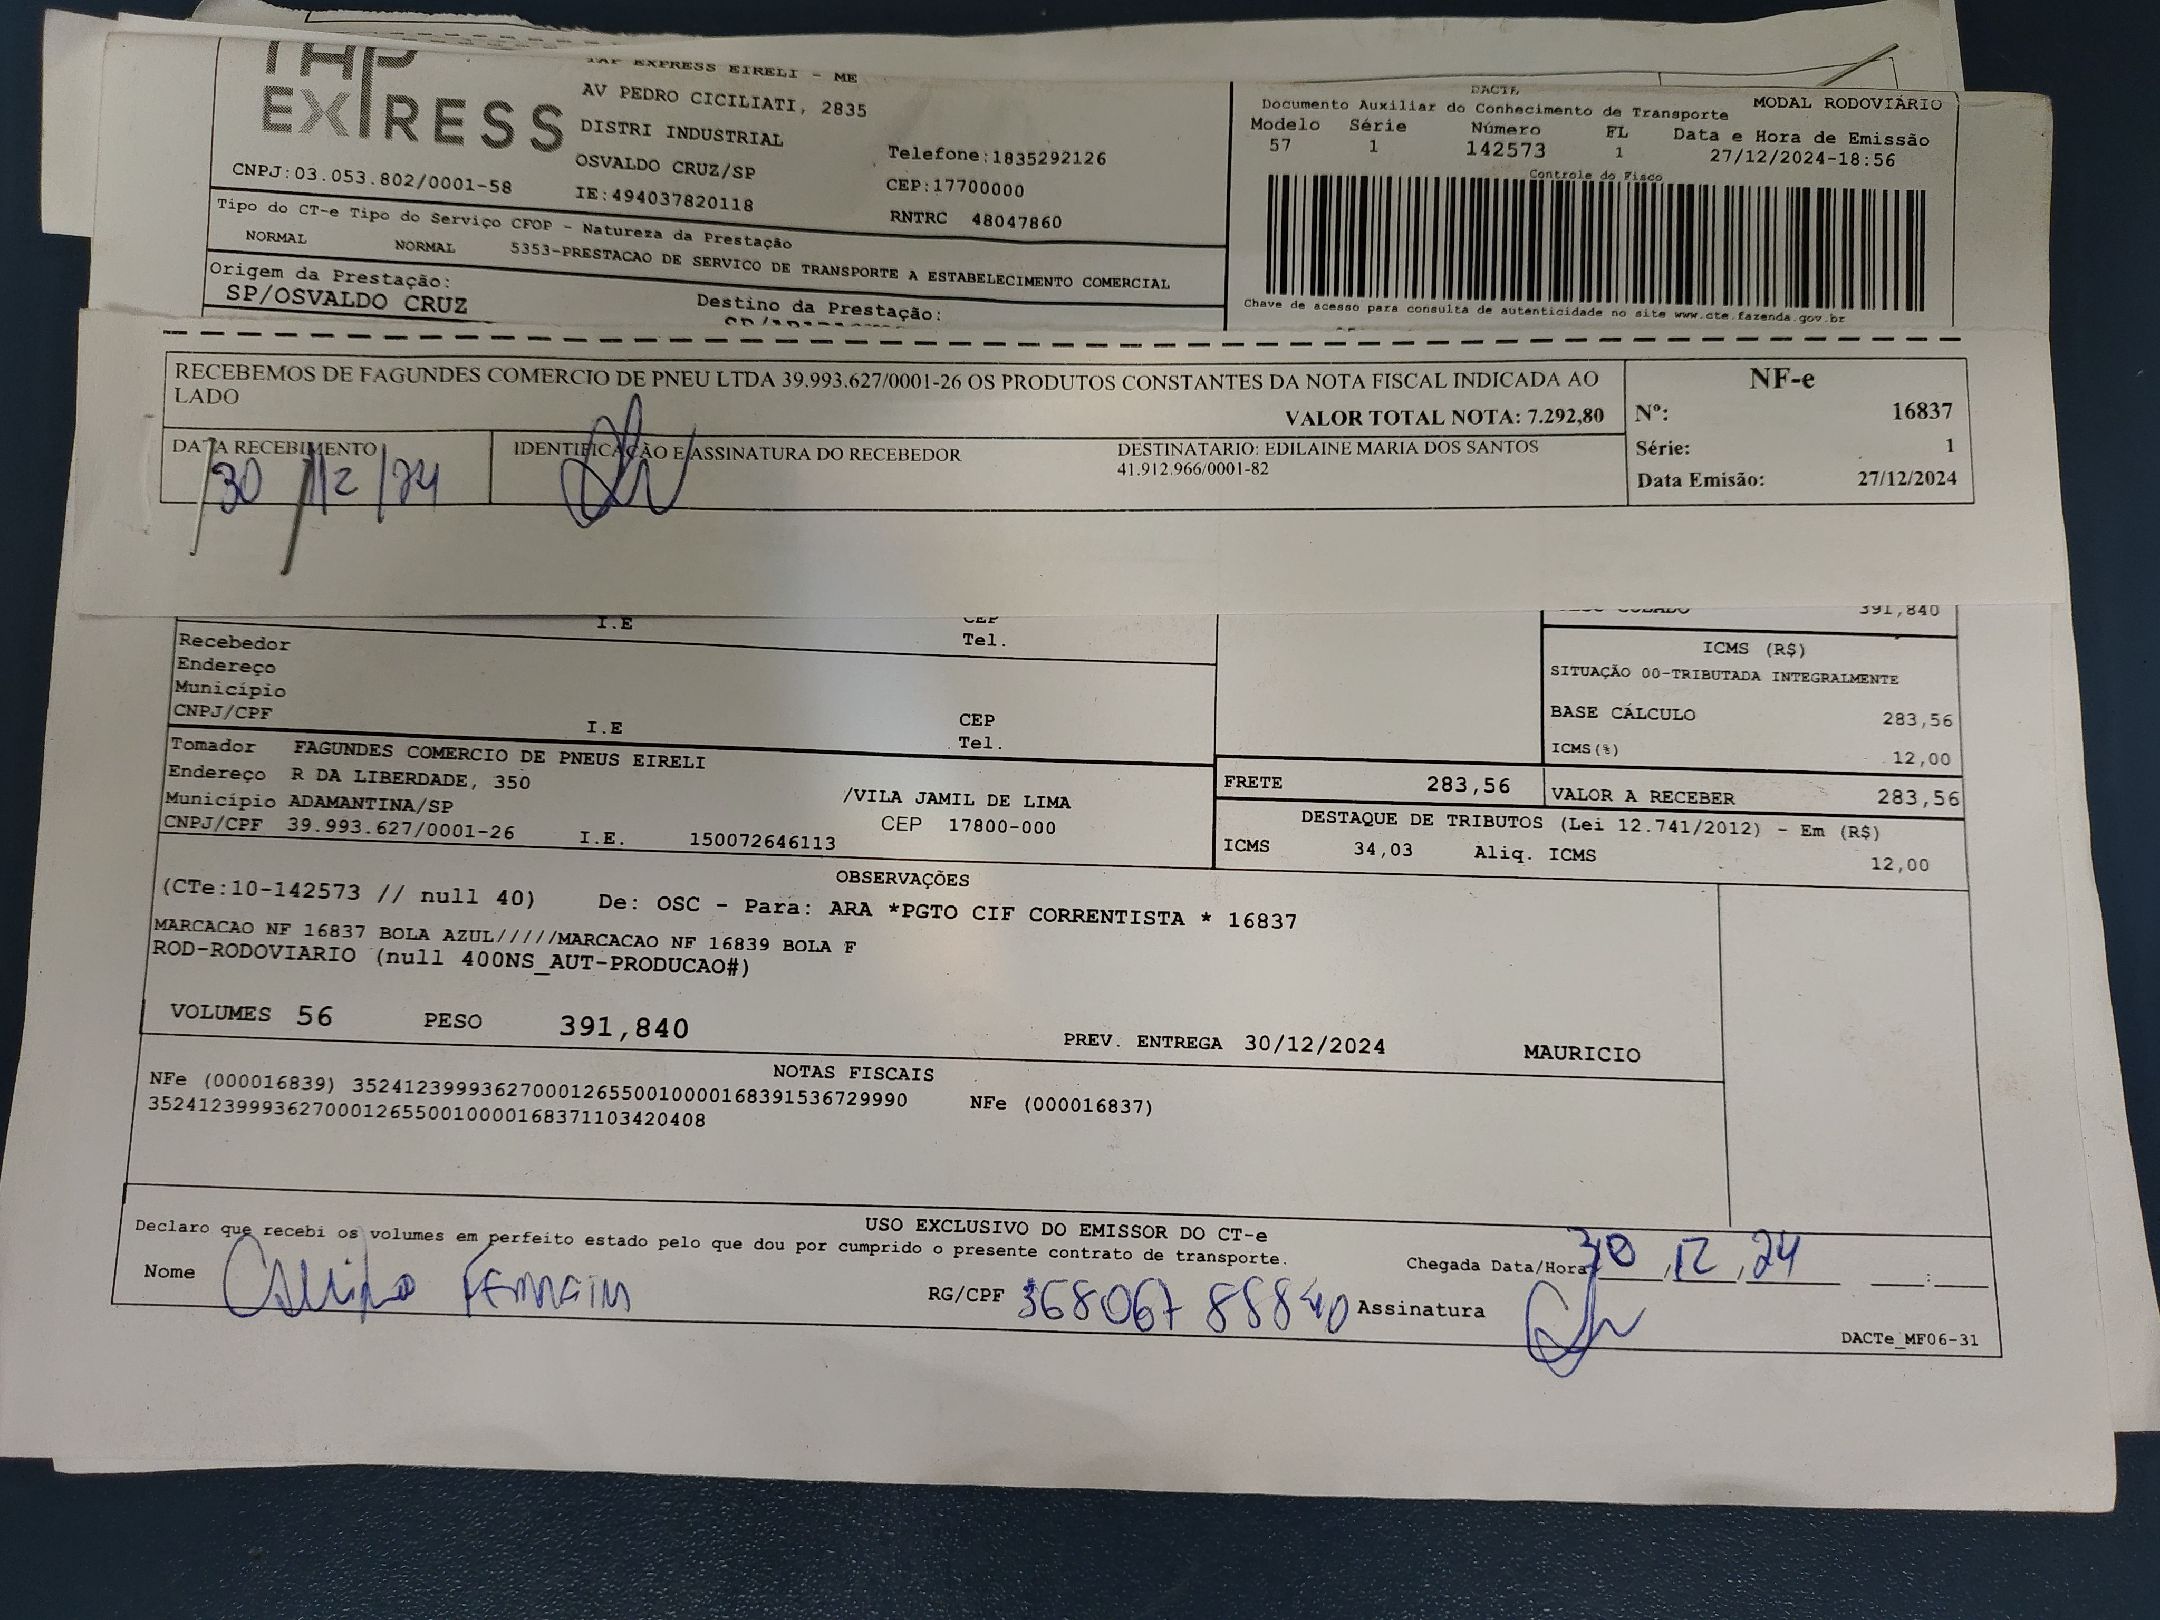 TAP
EXPRESS
TAP EXPRESS EIRELI - ME
AV PEDRO CICILIATI, 2835
DISTRI INDUSTRIAL
OSVALDO CRUZ/SP
Telefone:1835292126
CNPJ:03.053.802/0001-58
IE:494037820118
CEP:17700000
RNTRC 48047860
DACTE
Documento Auxiliar do Conhecimento de Transporte
MODAL RODOVIÁRIO
Modelo Série Número FL Data e Hora de Emissão
57 1 142573 1 27/12/2024-18:56
Controle do Fisco
Tipo do CT-e Tipo do Serviço CFOP - Natureza da Prestação
NORMAL NORMAL 5353-PRESTACAO DE SERVICO DE TRANSPORTE A ESTABELECIMENTO COMERCIAL
Origem da Prestação:
SP/OSVALDO CRUZ
Destino da Prestação:
Chave de acesso para consulta de autenticidade no site www.cte.fazenda.gov.br
RECEBEMOS DE FAGUNDES COMERCIO DE PNEU LTDA 39.993.627/0001-26 OS PRODUTOS CONSTANTES DA NOTA FISCAL INDICADA AO
LADO
VALOR TOTAL NOTA: 7.292,80
NF-e
Nº: 16837
Série: 1
Data Emisão: 27/12/2024
DATA RECEBIMENTO
30/12/24
IDENTIFICAÇÃO E ASSINATURA DO RECEBEDOR
DESTINATARIO: EDILAINE MARIA DOS SANTOS
41.912.966/0001-82
I.E CEP
Recebedor Tel.
Endereço
Município
CNPJ/CPF I.E CEP
Tel.
391,840
ICMS (R$)
SITUAÇÃO 00-TRIBUTADA INTEGRALMENTE
BASE CÁLCULO 283,56
ICMS(%) 12,00
Tomador FAGUNDES COMERCIO DE PNEUS EIRELI
Endereço R DA LIBERDADE, 350 /VILA JAMIL DE LIMA
Município ADAMANTINA/SP CEP 17800-000
CNPJ/CPF 39.993.627/0001-26 I.E. 150072646113
FRETE 283,56 VALOR A RECEBER 283,56
DESTAQUE DE TRIBUTOS (Lei 12.741/2012) - Em (R$)
ICMS 34,03 Aliq. ICMS 12,00
OBSERVAÇÕES
(CTe:10-142573 // null 40) De: OSC - Para: ARA *PGTO CIF CORRENTISTA * 16837
MARCACAO NF 16837 BOLA AZUL/////MARCACAO NF 16839 BOLA F
ROD-RODOVIARIO (null 400NS_AUT-PRODUCAO#)
VOLUMES 56 PESO 391,840 PREV. ENTREGA 30/12/2024 MAURICIO
NOTAS FISCAIS
NFe (000016839) 35241239993627000126550010000168391536729990 NFe (000016837)
35241239993627000126550010000168371103420408
USO EXCLUSIVO DO EMISSOR DO CT-e
Declaro que recebi os volumes em perfeito estado pelo que dou por cumprido o presente contrato de transporte.
Chegada Data/Hora 30,12,24 :
Nome
RG/CPF 36806788840 Assinatura
DACTe_MF06-31